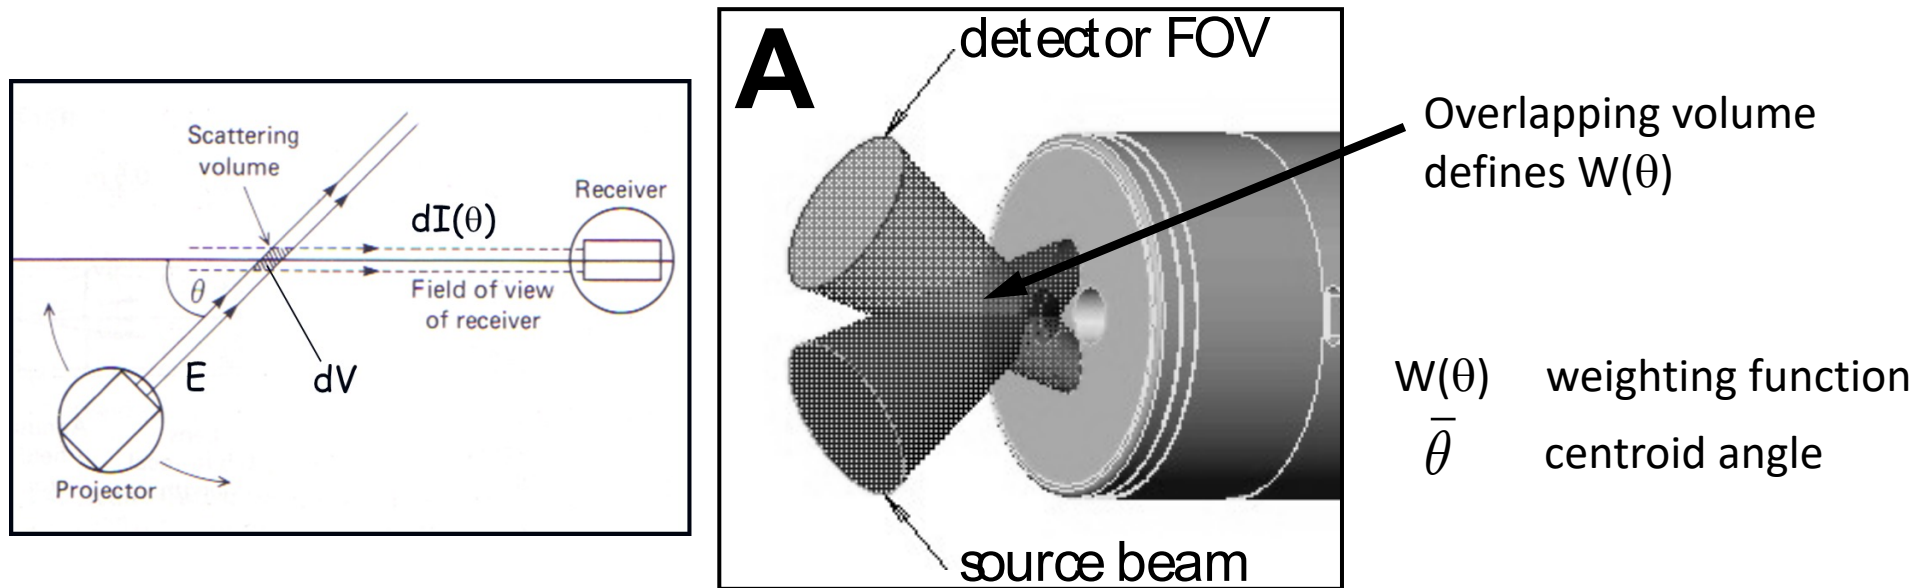 Scattering
volume
Receiver
dI(θ)
θ
Field of view
of receiver
E
dV
Projector
A
detector FOV
source beam
Overlapping volume
defines W(θ)
W(θ) weighting function
θ̅ centroid angle